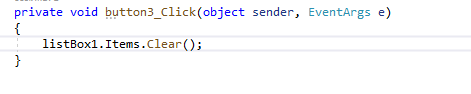 private void button3_Click(object sender, EventArgs e)
{
listBox1.Items.Clear();
}